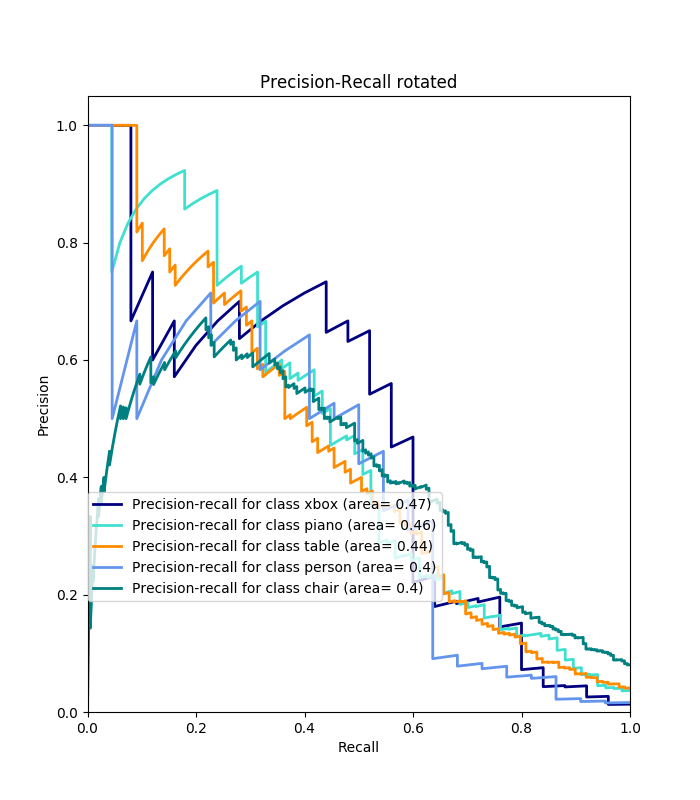 Precision-Recall rotated
1.0
0.8
0.6
0.4
0.2
0.0
Precision
Precision-recall for class xbox (area= 0.47)
Precision-recall for class piano (area= 0.46)
Precision-recall for class table (area= 0.44)
Precision-recall for class person (area= 0.4)
Precision-recall for class chair (area= 0.4)
0.0 0.2 0.4 0.6 0.8 1.0
Recall